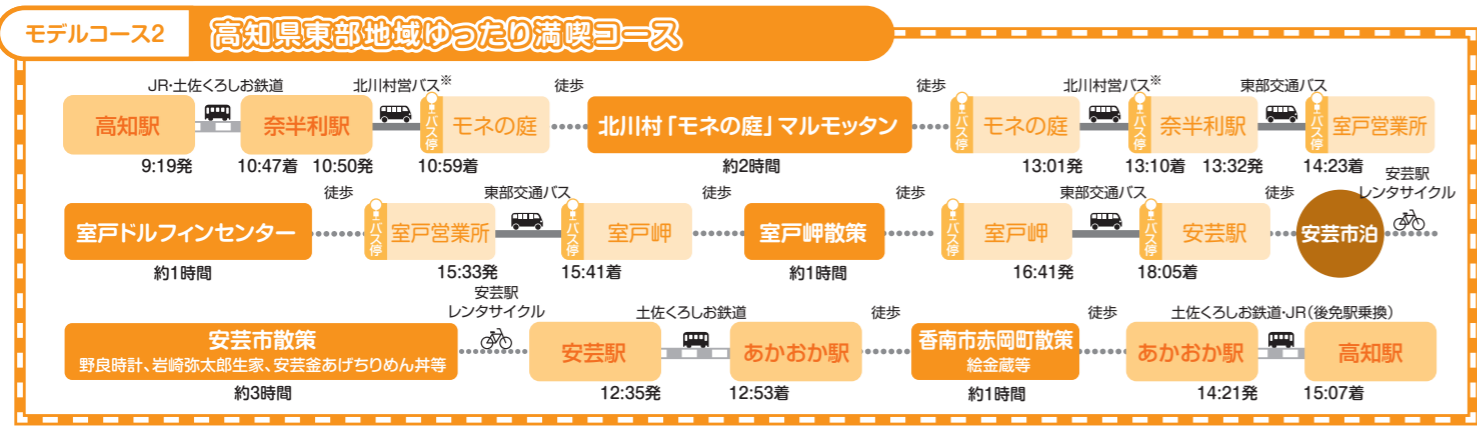 モデルコース2
高知県東部地域ゆったり満喫コース
JR・土佐くろしお鉄道
北川村営バス※
徒歩
徒歩
北川村営バス※
東部交通バス
高知駅
奈半利駅
バス停
モネの庭
北川村「モネの庭」マルモッタン
バス停
モネの庭
バス停
奈半利駅
バス停
室戸営業所
9:19発
10:47着
10:50発
10:59着
約2時間
13:01発
13:10着
13:32発
14:23着
徒歩
東部交通バス
徒歩
徒歩
東部交通バス
徒歩
安芸駅
レンタサイクル
室戸ドルフィンセンター
バス停
室戸営業所
バス停
室戸岬
室戸岬散策
バス停
室戸岬
バス停
安芸駅
安芸市泊
約1時間
15:33発
15:41着
約1時間
16:41発
18:05着
安芸駅
レンタサイクル
土佐くろしお鉄道
徒歩
徒歩
土佐くろしお鉄道・JR(後免駅乗換)
安芸市散策
野良時計、岩崎弥太郎生家、安芸釜あげちりめん丼等
安芸駅
あかおか駅
香南市赤岡町散策
絵金蔵等
あかおか駅
高知駅
約3時間
12:35発
12:53着
約1時間
14:21発
15:07着